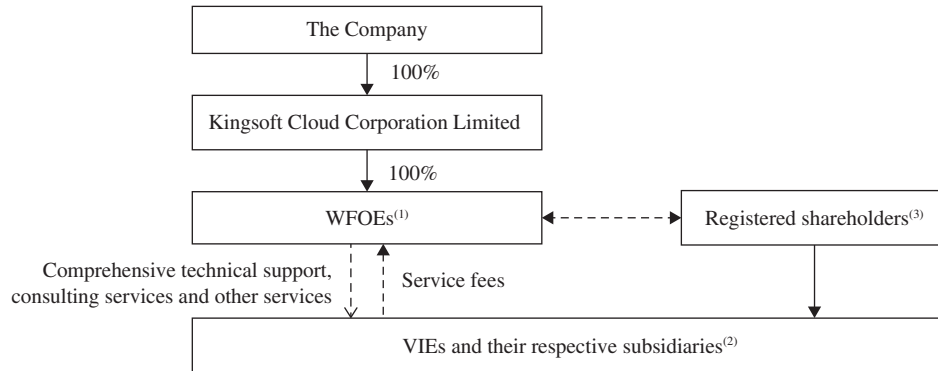 The Company
100%
Kingsoft Cloud Corporation Limited
100%
WFOEs(1)
Registered shareholders(3)
Comprehensive technical support,
consulting services and other services
Service fees
VIEs and their respective subsidiaries(2)